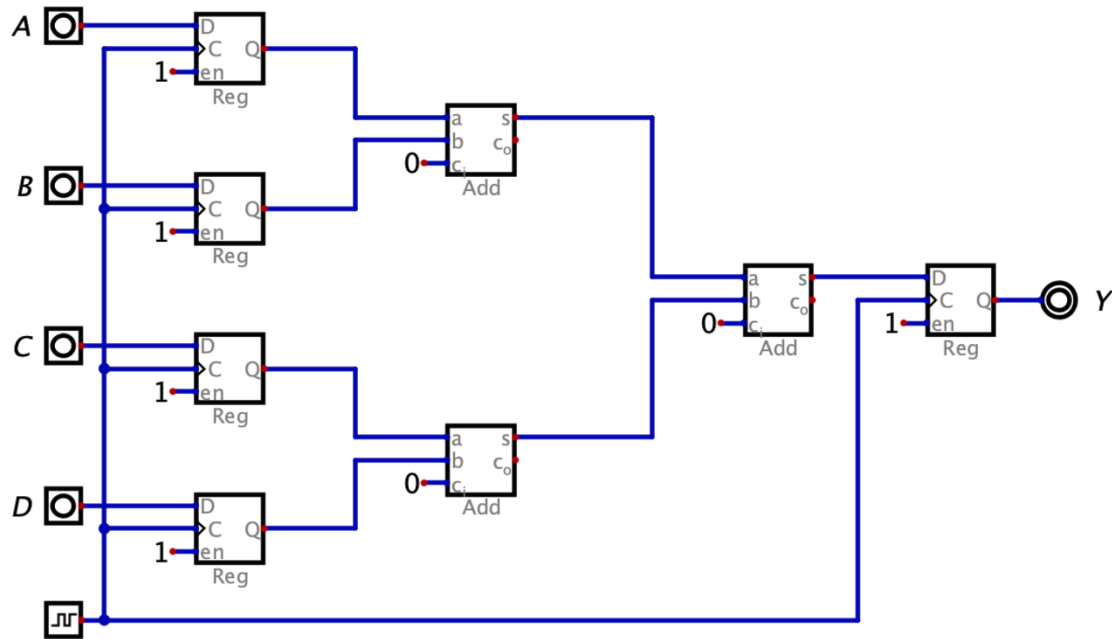 A
D
C Q
1 en
Reg
a s
b cₒ
0 cᵢ
Add
B
D
C Q
1 en
Reg
a s
b cₒ
0 cᵢ
Add
D
C Q
1 en
Reg
Y
C
D
C Q
1 en
Reg
a s
b cₒ
0 cᵢ
Add
D
D
C Q
1 en
Reg